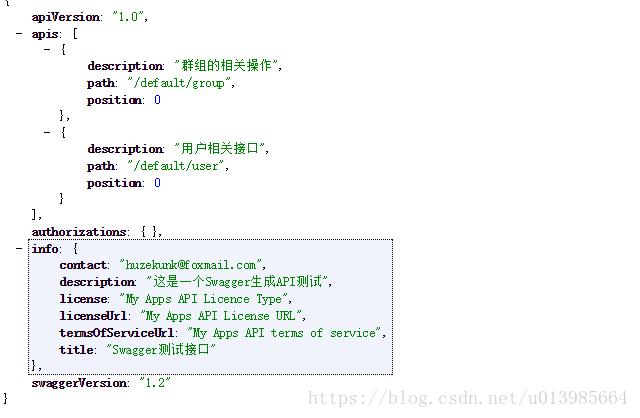 {
apiVersion: "1.0",
- apis: [
- {
description: "群组的相关操作",
path: "/default/group",
position: 0
},
- {
description: "用户相关接口",
path: "/default/user",
position: 0
}
],
authorizations: { },
- info: {
contact: "huzekunk@foxmail.com",
description: "这是一个Swagger生成API测试",
license: "My Apps API Licence Type",
licenseUrl: "My Apps API License URL",
termsOfServiceUrl: "My Apps API terms of service",
title: "Swagger测试接口"
},
swaggerVersion: "1.2"
}
https://blog.csdn.net/u013985664